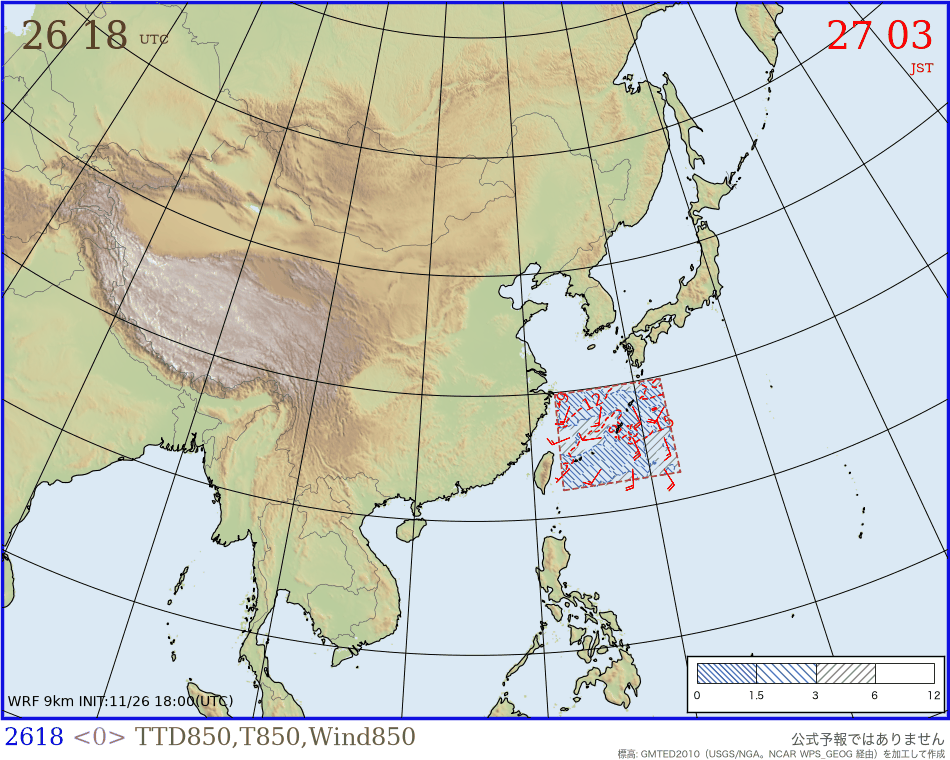 26 18 UTC
27 03
JST
0 1.5 3 6 12
WRF 9km INIT:11/26 18:00(UTC)
2618 <0> TTD850,T850,Wind850
公式予報ではありません
標高: GMTED2010（USGS/NGA。NCAR WPS_GEOG 経由）を加工して作成